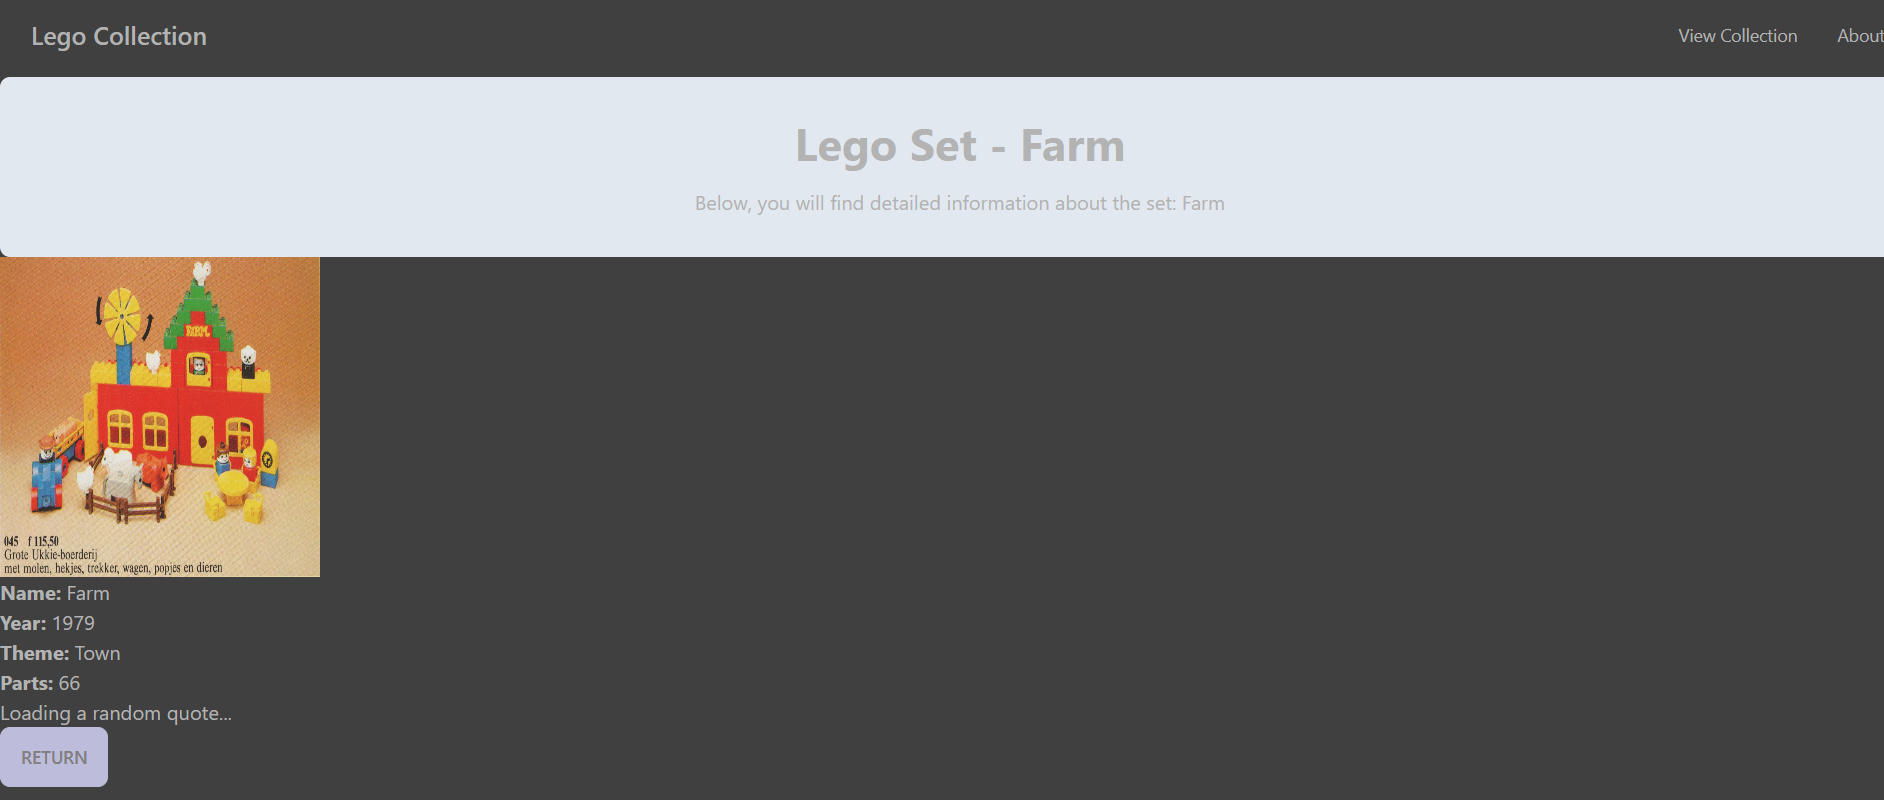 Lego Collection
View Collection
About
Lego Set - Farm
Below, you will find detailed information about the set: Farm
FARM
045 f 115,50
Grote Ukkie-boerderij
met molen, hekjes, trekker, wagen, popjes en dieren
Name: Farm
Year: 1979
Theme: Town
Parts: 66
Loading a random quote...
RETURN